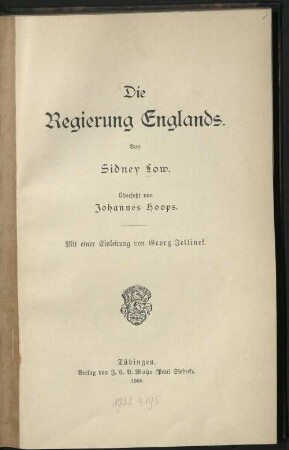 Die
Regierung Englands.
Von
Sidney Low.
Übersetzt von
Johannes Hoops.
Mit einer Einleitung von Georg Jellinek.
Tübingen.
Verlag von J. C. B. Mohr (Paul Siebeck).
1908.